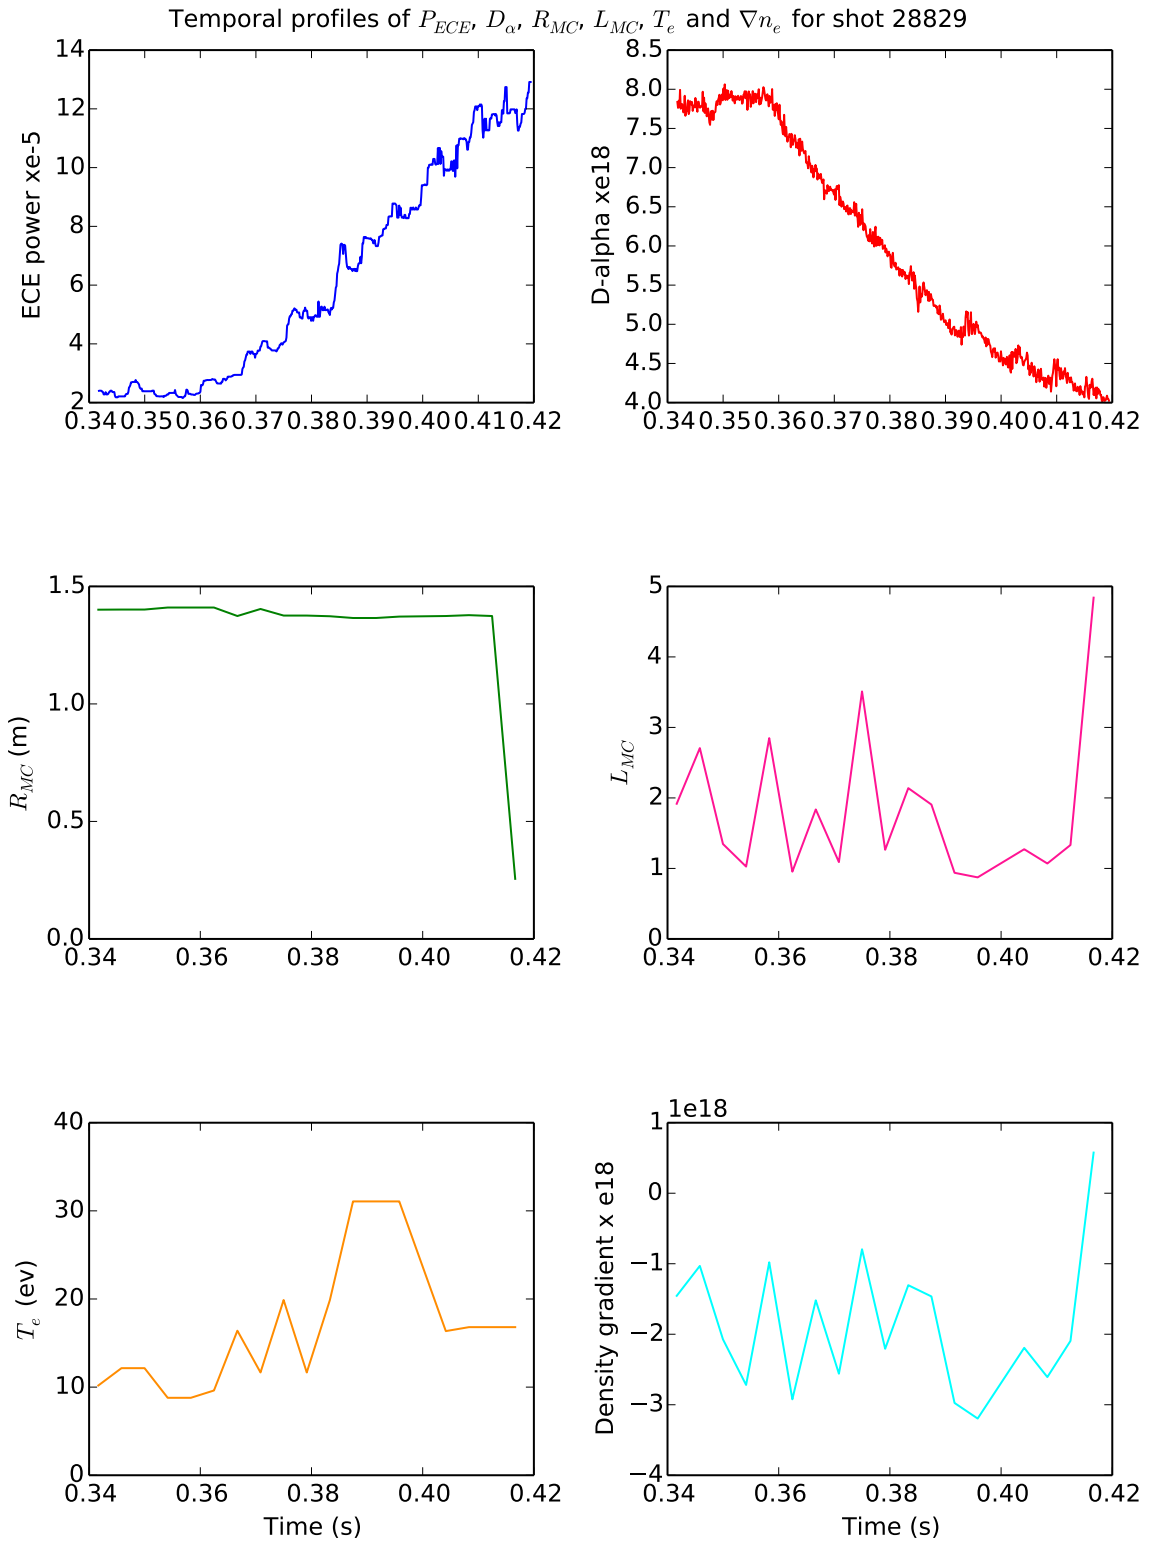 Temporal profiles of P_ECE, D_α, R_MC, L_MC, T_e and ∇n_e for shot 28829
ECE power xe-5
14
12
10
8
6
4
2
0.34 0.35 0.36 0.37 0.38 0.39 0.40 0.41 0.42
D-alpha xe18
8.5
8.0
7.5
7.0
6.5
6.0
5.5
5.0
4.5
4.0
0.34 0.35 0.36 0.37 0.38 0.39 0.40 0.41 0.42
R_MC (m)
1.5
1.0
0.5
0.0
0.34 0.36 0.38 0.40 0.42
L_MC
5
4
3
2
1
0
0.34 0.36 0.38 0.40 0.42
T_e (ev)
40
30
20
10
0
0.34 0.36 0.38 0.40 0.42
Time (s)
1e18
Density gradient x e18
1
0
−1
−2
−3
−4
0.34 0.36 0.38 0.40 0.42
Time (s)